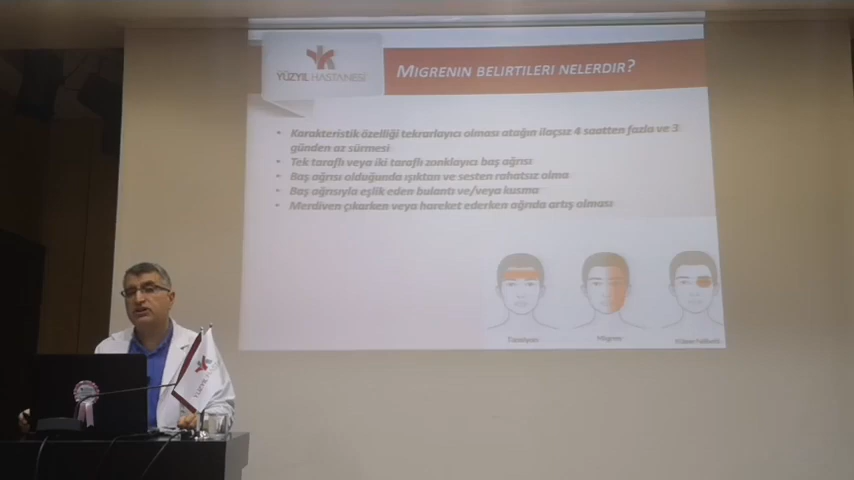 YÜZYIL HASTANESİ
MİGRENİN BELİRTİLERİ NELERDİR?
• Karakteristik özelliği tekrarlayıcı olması atağın ilaçsız 4 saatten fazla ve 3
günden az sürmesi
• Tek taraflı veya iki taraflı zonklayıcı baş ağrısı
• Baş ağrısı olduğunda ışıktan ve sesten rahatsız olma
• Baş ağrısıyla eşlik eden bulantı ve/veya kusma
• Merdiven çıkarken veya hareket ederken ağrıda artış olması
Migren